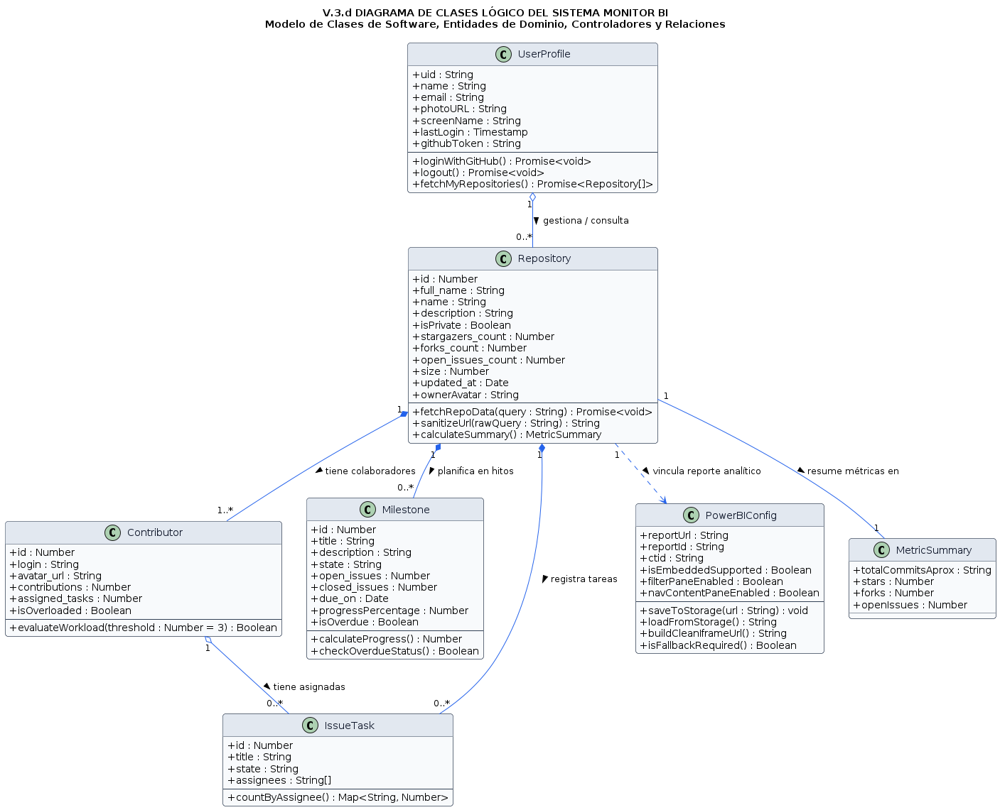 V.3.d DIAGRAMA DE CLASES LÓGICO DEL SISTEMA MONITOR BI
Modelo de Clases de Software, Entidades de Dominio, Controladores y Relaciones
C UserProfile
+uid : String
+name : String
+email : String
+photoURL : String
+screenName : String
+lastLogin : Timestamp
+githubToken : String
+loginWithGitHub() : Promise<void>
+logout() : Promise<void>
+fetchMyRepositories() : Promise<Repository[]>
1
gestiona / consulta
0..*
C Repository
+id : Number
+full_name : String
+name : String
+description : String
+isPrivate : Boolean
+stargazers_count : Number
+forks_count : Number
+open_issues_count : Number
+size : Number
+updated_at : Date
+ownerAvatar : String
+fetchRepoData(query : String) : Promise<void>
+sanitizeUrl(rawQuery : String) : String
+calculateSummary() : MetricSummary
1
1
1
1
1
tiene colaboradores
planifica en hitos
vincula reporte analítico
resume métricas en
1..*
0..*
1
C Contributor
+id : Number
+login : String
+avatar_url : String
+contributions : Number
+assigned_tasks : Number
+isOverloaded : Boolean
+evaluateWorkload(threshold : Number = 3) : Boolean
C Milestone
+id : Number
+title : String
+description : String
+state : String
+open_issues : Number
+closed_issues : Number
+due_on : Date
+progressPercentage : Number
+isOverdue : Boolean
+calculateProgress() : Number
+checkOverdueStatus() : Boolean
registra tareas
C PowerBIConfig
+reportUrl : String
+reportId : String
+ctid : String
+isEmbeddedSupported : Boolean
+filterPaneEnabled : Boolean
+navContentPaneEnabled : Boolean
+saveToStorage(url : String) : void
+loadFromStorage() : String
+buildCleanIframeUrl() : String
+isFallbackRequired() : Boolean
C MetricSummary
+totalCommitsAprox : String
+stars : Number
+forks : Number
+openIssues : Number
1
tiene asignadas
0..*
0..*
C IssueTask
+id : Number
+title : String
+state : String
+assignees : String[]
+countByAssignee() : Map<String, Number>